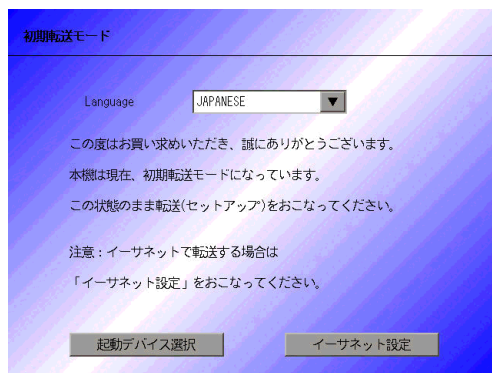 初期転送モード
Language JAPANESE
この度はお買い求めいただき、誠にありがとうございます。
本機は現在、初期転送モードになっています。
この状態のまま転送(セットアップ)をおこなってください。
注意：イーサネットで転送する場合は
「イーサネット設定」をおこなってください。
起動デバイス選択 イーサネット設定